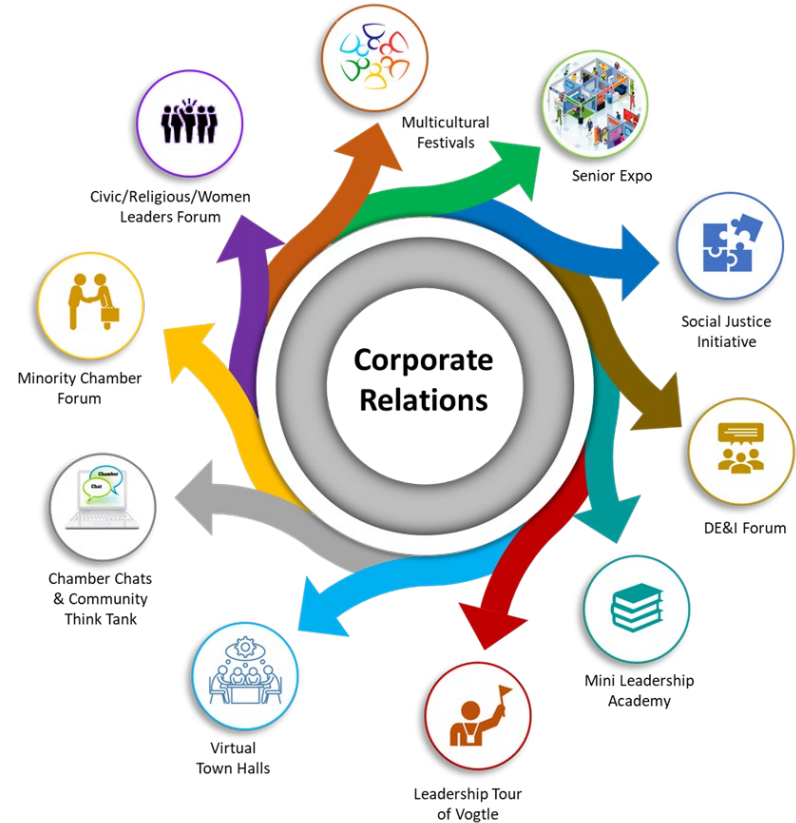 Multicultural
Festivals
Senior Expo
Civic/Religious/Women
Leaders Forum
Social Justice
Initiative
Corporate
Relations
Minority Chamber
Forum
Chamber
Chat
DE&I Forum
Chamber Chats
& Community
Think Tank
Mini Leadership
Academy
Virtual
Town Halls
Leadership Tour
of Vogtle